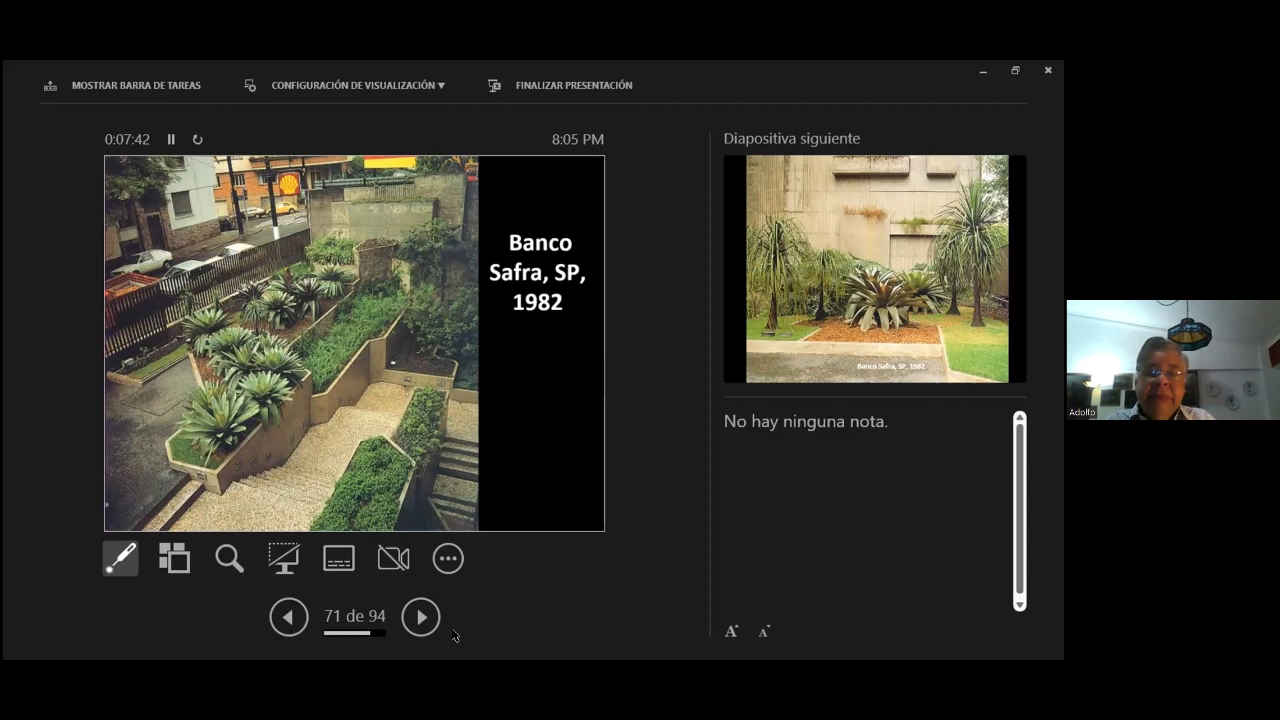 MOSTRAR BARRA DE TAREAS
CONFIGURACIÓN DE VISUALIZACIÓN ▼
FINALIZAR PRESENTACIÓN
0:07:42
8:05 PM
Diapositiva siguiente
Banco
Safra, SP,
1982
Banco Safra, SP, 1982
No hay ninguna nota.
Adolfo
71 de 94
A A